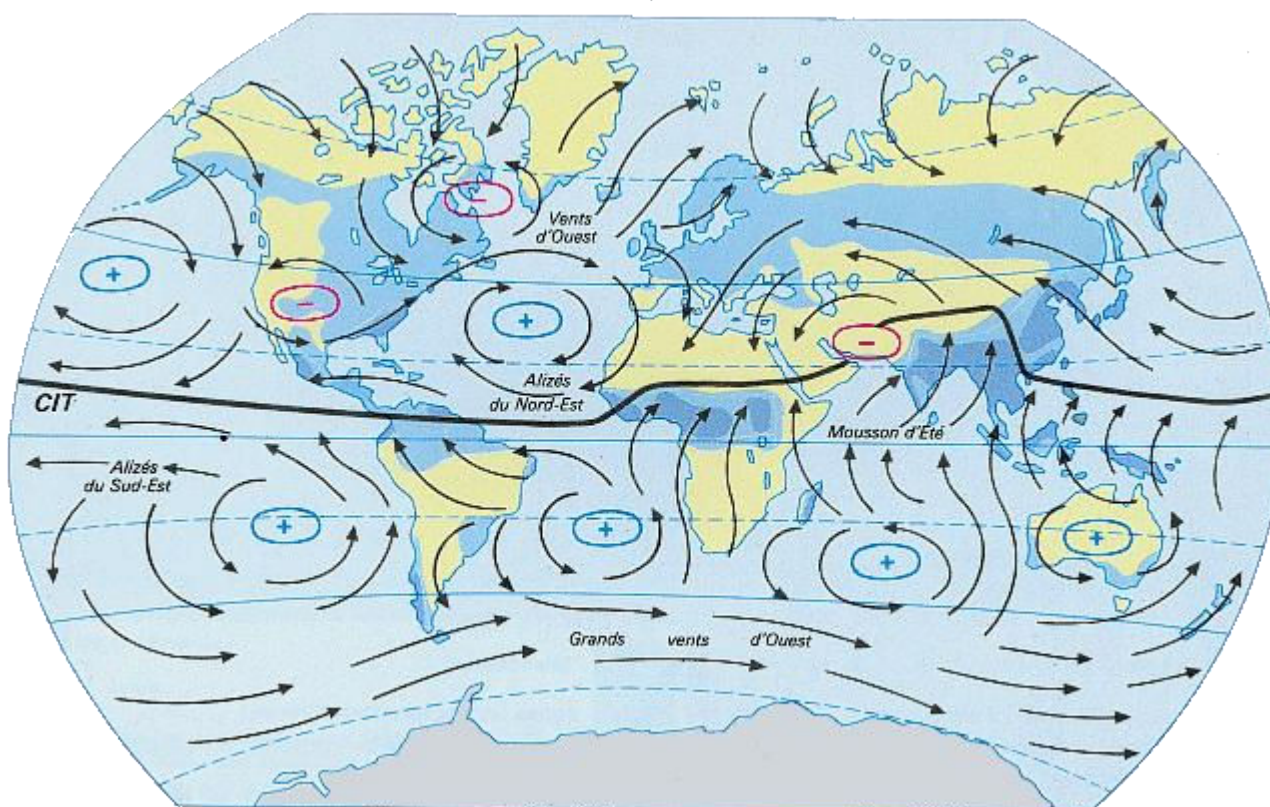 Vents
d'Ouest
Alizés
du Nord-Est
CIT
Mousson d'Eté
Alizés
du Sud-Est
Grands vents d'Ouest
+
-
-
+
-
+
+
+
+